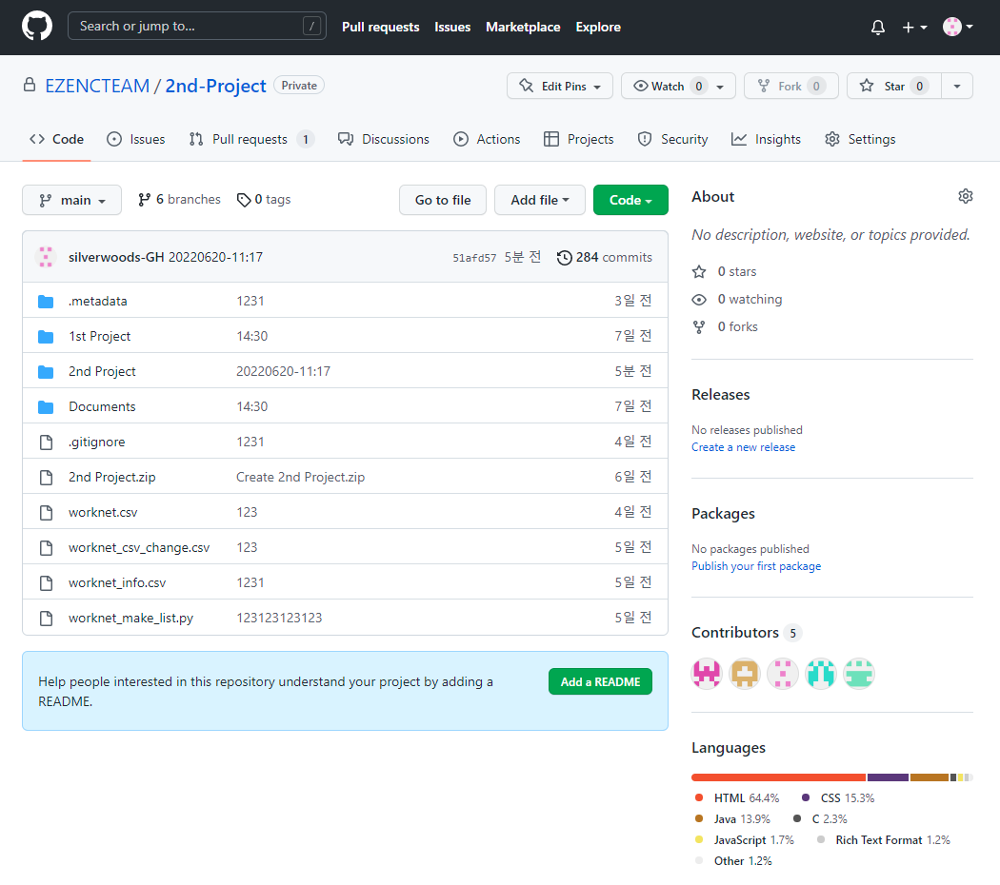 Search or jump to... / Pull requests Issues Marketplace Explore
EZENCTEAM / 2nd-Project Private Edit Pins Watch 0 Fork 0 Star 0
Code Issues Pull requests 1 Discussions Actions Projects Security Insights Settings
main 6 branches 0 tags Go to file Add file Code
silverwoods-GH 20220620-11:17 51afd57 5분 전 284 commits
.metadata 1231 3일 전
1st Project 14:30 7일 전
2nd Project 20220620-11:17 5분 전
Documents 14:30 7일 전
.gitignore 1231 4일 전
2nd Project.zip Create 2nd Project.zip 6일 전
worknet.csv 123 4일 전
worknet_csv_change.csv 123 5일 전
worknet_info.csv 1231 5일 전
worknet_make_list.py 123123123123 5일 전
Help people interested in this repository understand your project by adding a
README.
Add a README
About
No description, website, or topics provided.
0 stars
0 watching
0 forks
Releases
No releases published
Create a new release
Packages
No packages published
Publish your first package
Contributors 5
Languages
HTML 64.4% CSS 15.3%
Java 13.9% C 2.3%
JavaScript 1.7% Rich Text Format 1.2%
Other 1.2%